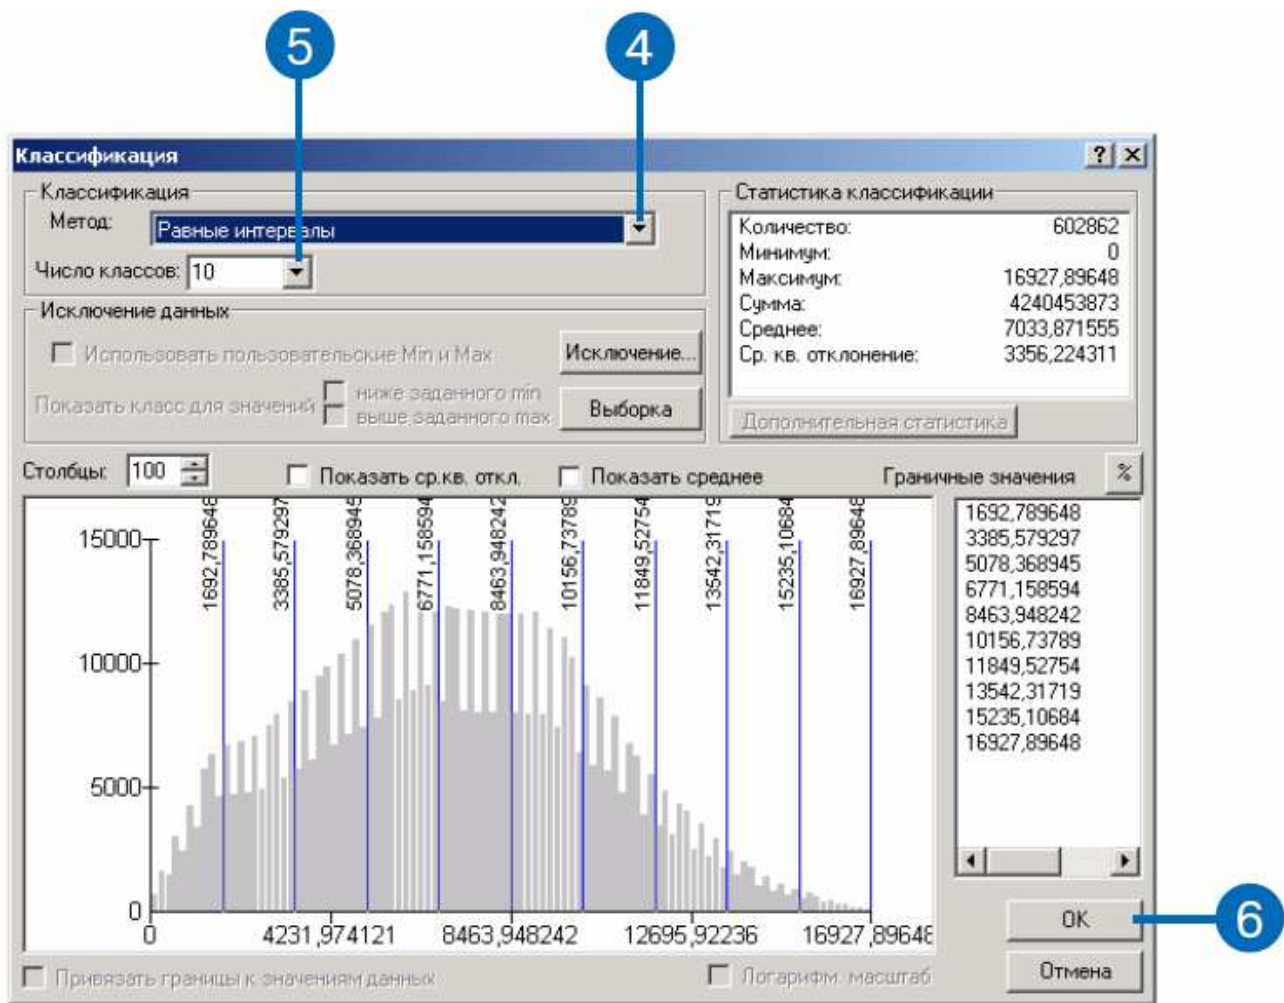 5
4
Классификация
Классификация
Метод:
Равные интервалы
Число классов:
10
Статистика классификации
Количество: 602862
Минимум: 0
Максимум: 16927,89648
Сумма: 4240453873
Среднее: 7033,871555
Ср. кв. отклонение: 3356,224311
Дополнительная статистика
Исключение данных
Использовать пользовательские Min и Max
Исключение...
Показать класс для значений
ниже заданного min
выше заданного max
Выборка
Столбцы:
100
Показать ср.кв. откл.
Показать среднее
Граничные значения
%
15000
10000
5000
0
1692,789648
3385,579297
5078,368945
6771,158594
8463,948242
10156,73789
11849,52754
13542,31719
15235,10684
16927,89648
0
4231,974121
8463,948242
12695,92236
16927,89648
1692,789648
3385,579297
5078,368945
6771,158594
8463,948242
10156,73789
11849,52754
13542,31719
15235,10684
16927,89648
OK
6
Отмена
Привязать границы к значениям данных
Логарифм. масштаб